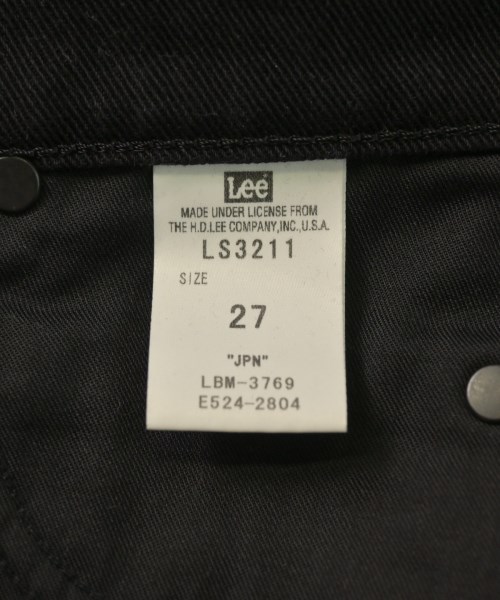 Lee
MADE UNDER LICENSE FROM
THE H.D.LEE COMPANY,INC.,U.S.A.
LS3211
SIZE
27
"JPN"
LBM-3769
E524-2804